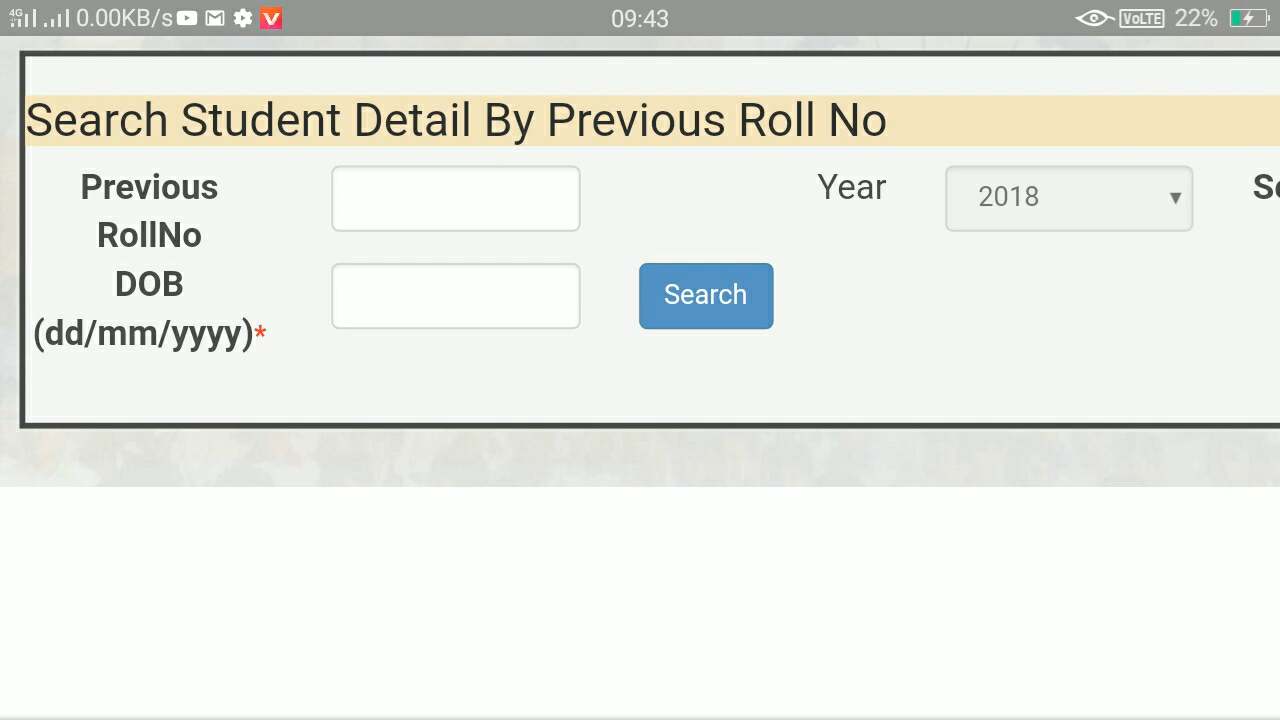 4G 0.00KB/s 09:43 VoLTE 22%
Search Student Detail By Previous Roll No
Previous RollNo
Year 2018
DOB (dd/mm/yyyy)*
Search